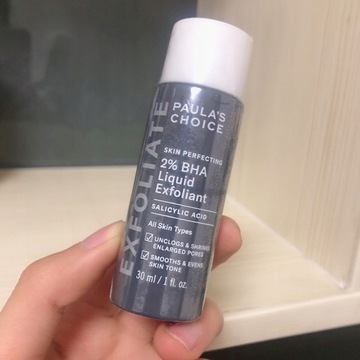 EXFOLIATE
PAULA'S
CHOICE
SKIN PERFECTING
2% BHA
Liquid
Exfoliant
SALICYLIC ACID
All Skin Types
UNCLOGS & SHRINKS
ENLARGED PORES
SMOOTHS & EVENS
SKIN TONE
30 ml / 1 fl. oz.